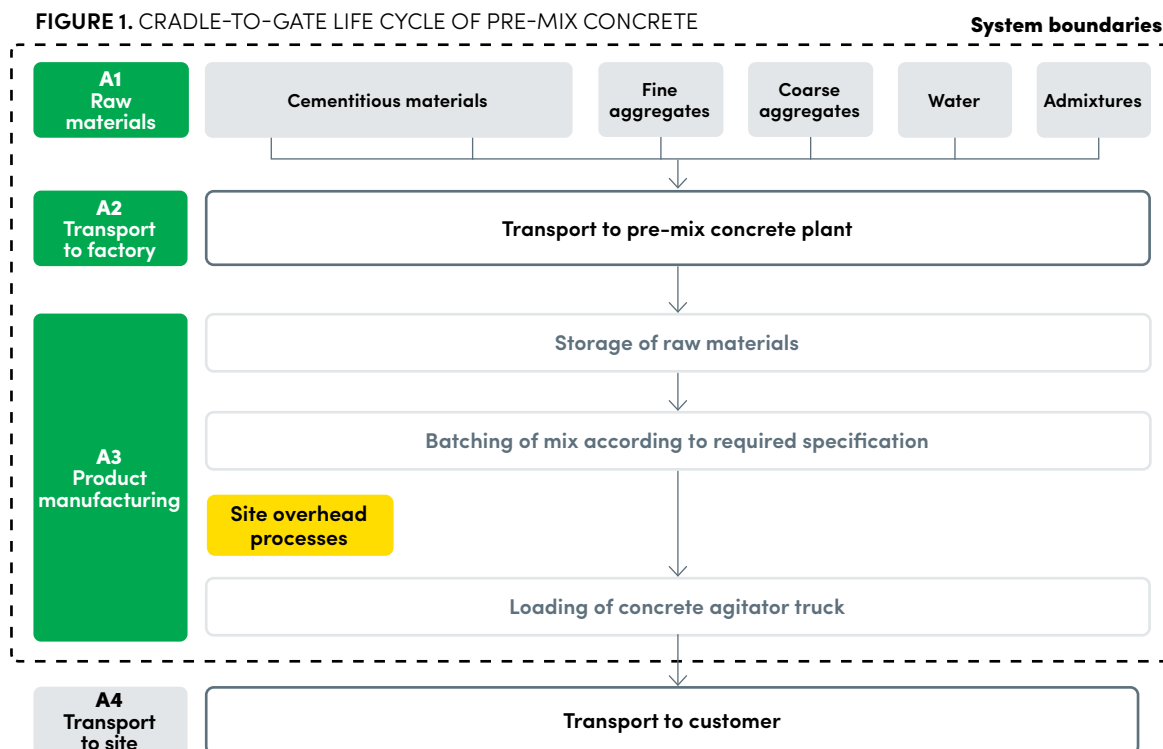 FIGURE 1. CRADLE-TO-GATE LIFE CYCLE OF PRE-MIX CONCRETE
System boundaries
A1
Raw
materials
Cementitious materials
Fine
aggregates
Coarse
aggregates
Water
Admixtures
A2
Transport
to factory
Transport to pre-mix concrete plant
A3
Product
manufacturing
Storage of raw materials
Batching of mix according to required specification
Site overhead
processes
Loading of concrete agitator truck
A4
Transport
to site
Transport to customer